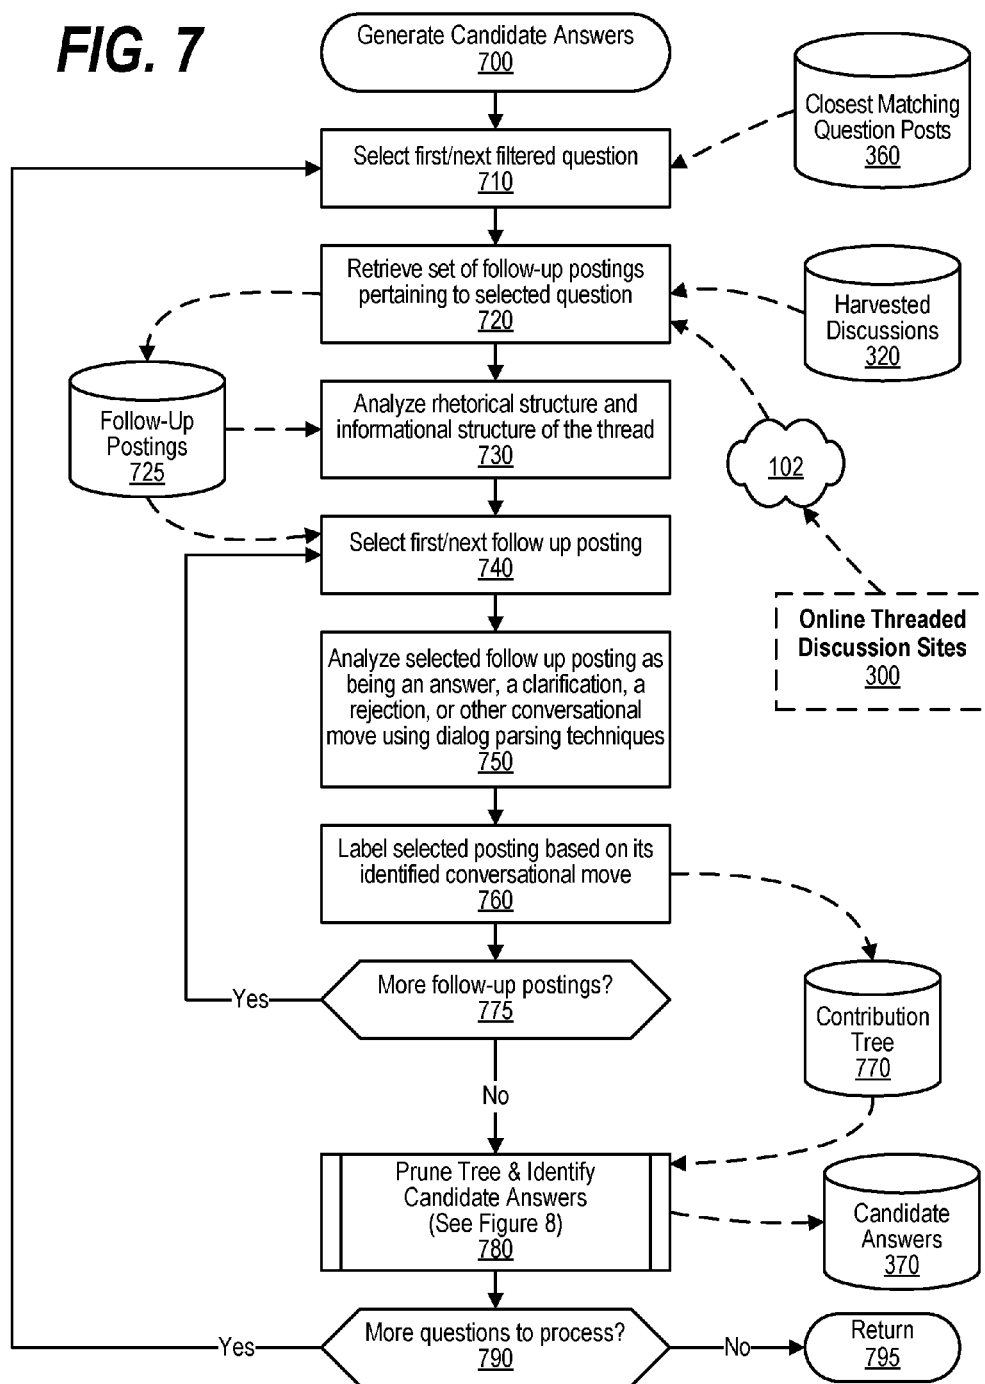 FIG. 7
Generate Candidate Answers
700
Closest Matching
Question Posts
360
Select first/next filtered question
710
Retrieve set of follow-up postings
pertaining to selected question
720
Harvested
Discussions
320
Follow-Up
Postings
725
Analyze rhetorical structure and
informational structure of the thread
730
102
Select first/next follow up posting
740
Online Threaded
Discussion Sites
300
Analyze selected follow up posting as
being an answer, a clarification, a
rejection, or other conversational
move using dialog parsing techniques
750
Label selected posting based on its
identified conversational move
760
More follow-up postings?
775
Yes
Contribution
Tree
770
No
Prune Tree & Identify
Candidate Answers
(See Figure 8)
780
Candidate
Answers
370
More questions to process?
790
Yes
No
Return
795